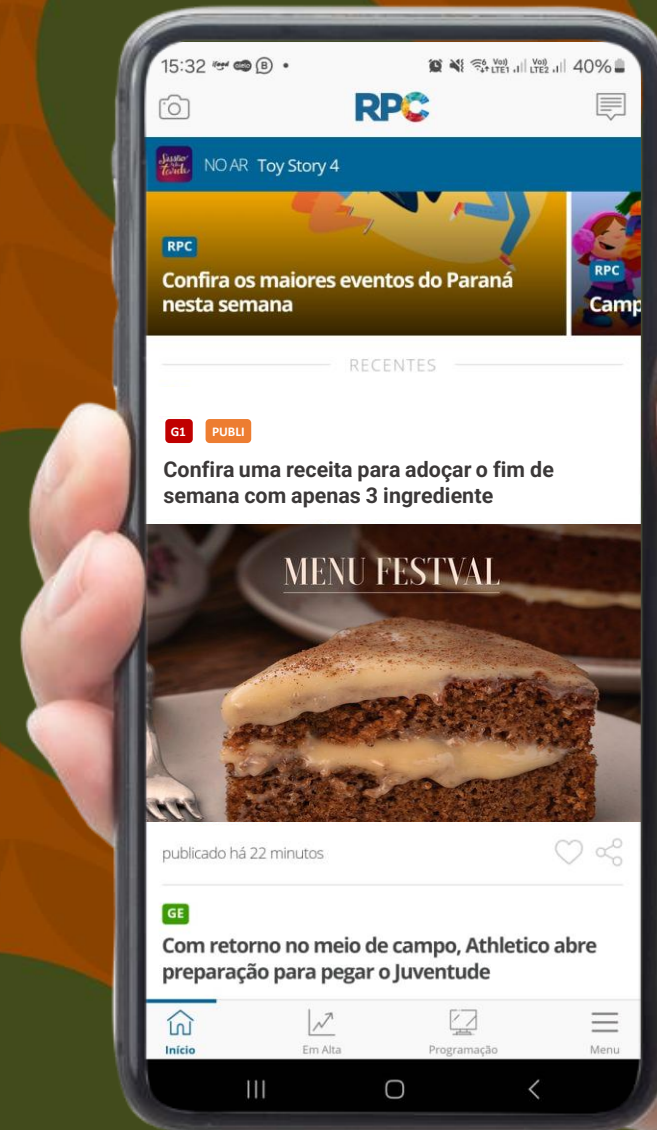 15:32
40%
RPC
Sessão da tarde
NO AR Toy Story 4
RPC
Confira os maiores eventos do Paraná
nesta semana
RPC
Camp
RECENTES
G1 PUBLI
Confira uma receita para adoçar o fim de
semana com apenas 3 ingrediente
MENU FESTVAL
publicado há 22 minutos
GE
Com retorno no meio de campo, Athletico abre
preparação para pegar o Juventude
Início Em Alta Programação Menu